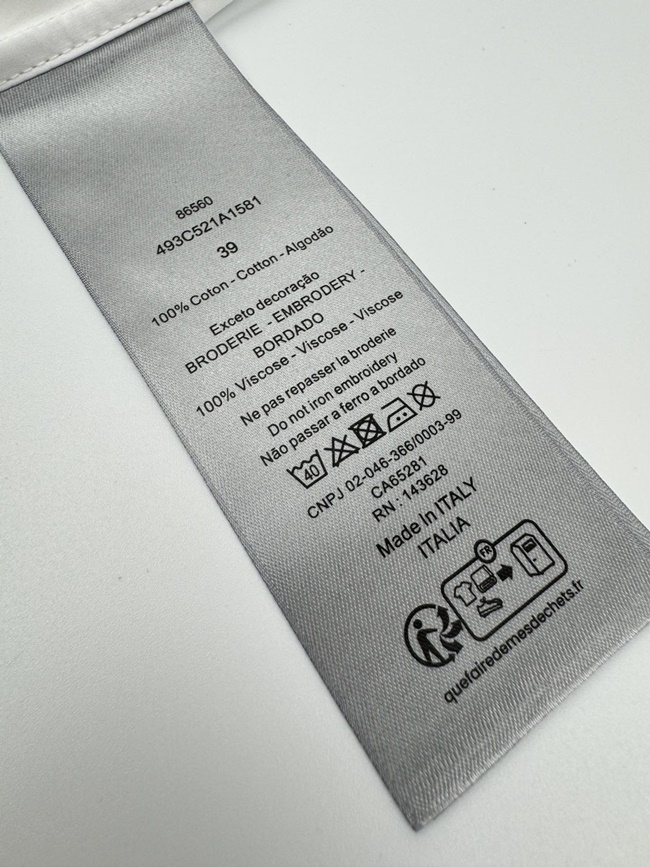 86560
493C521A1581
39
100% Coton - Cotton - Algodão
Exceto decoração
BRODERIE - EMBRODERY -
BORDADO
100% Viscose - Viscose - Viscose
Ne pas repasser la broderie
Do not iron embroidery
Não passar a ferro a bordado
40
CNPJ 02-046-366/0003-99
CA65281
RN : 143628
Made in ITALY
ITALIA
FR
quefairedemesdechets.fr